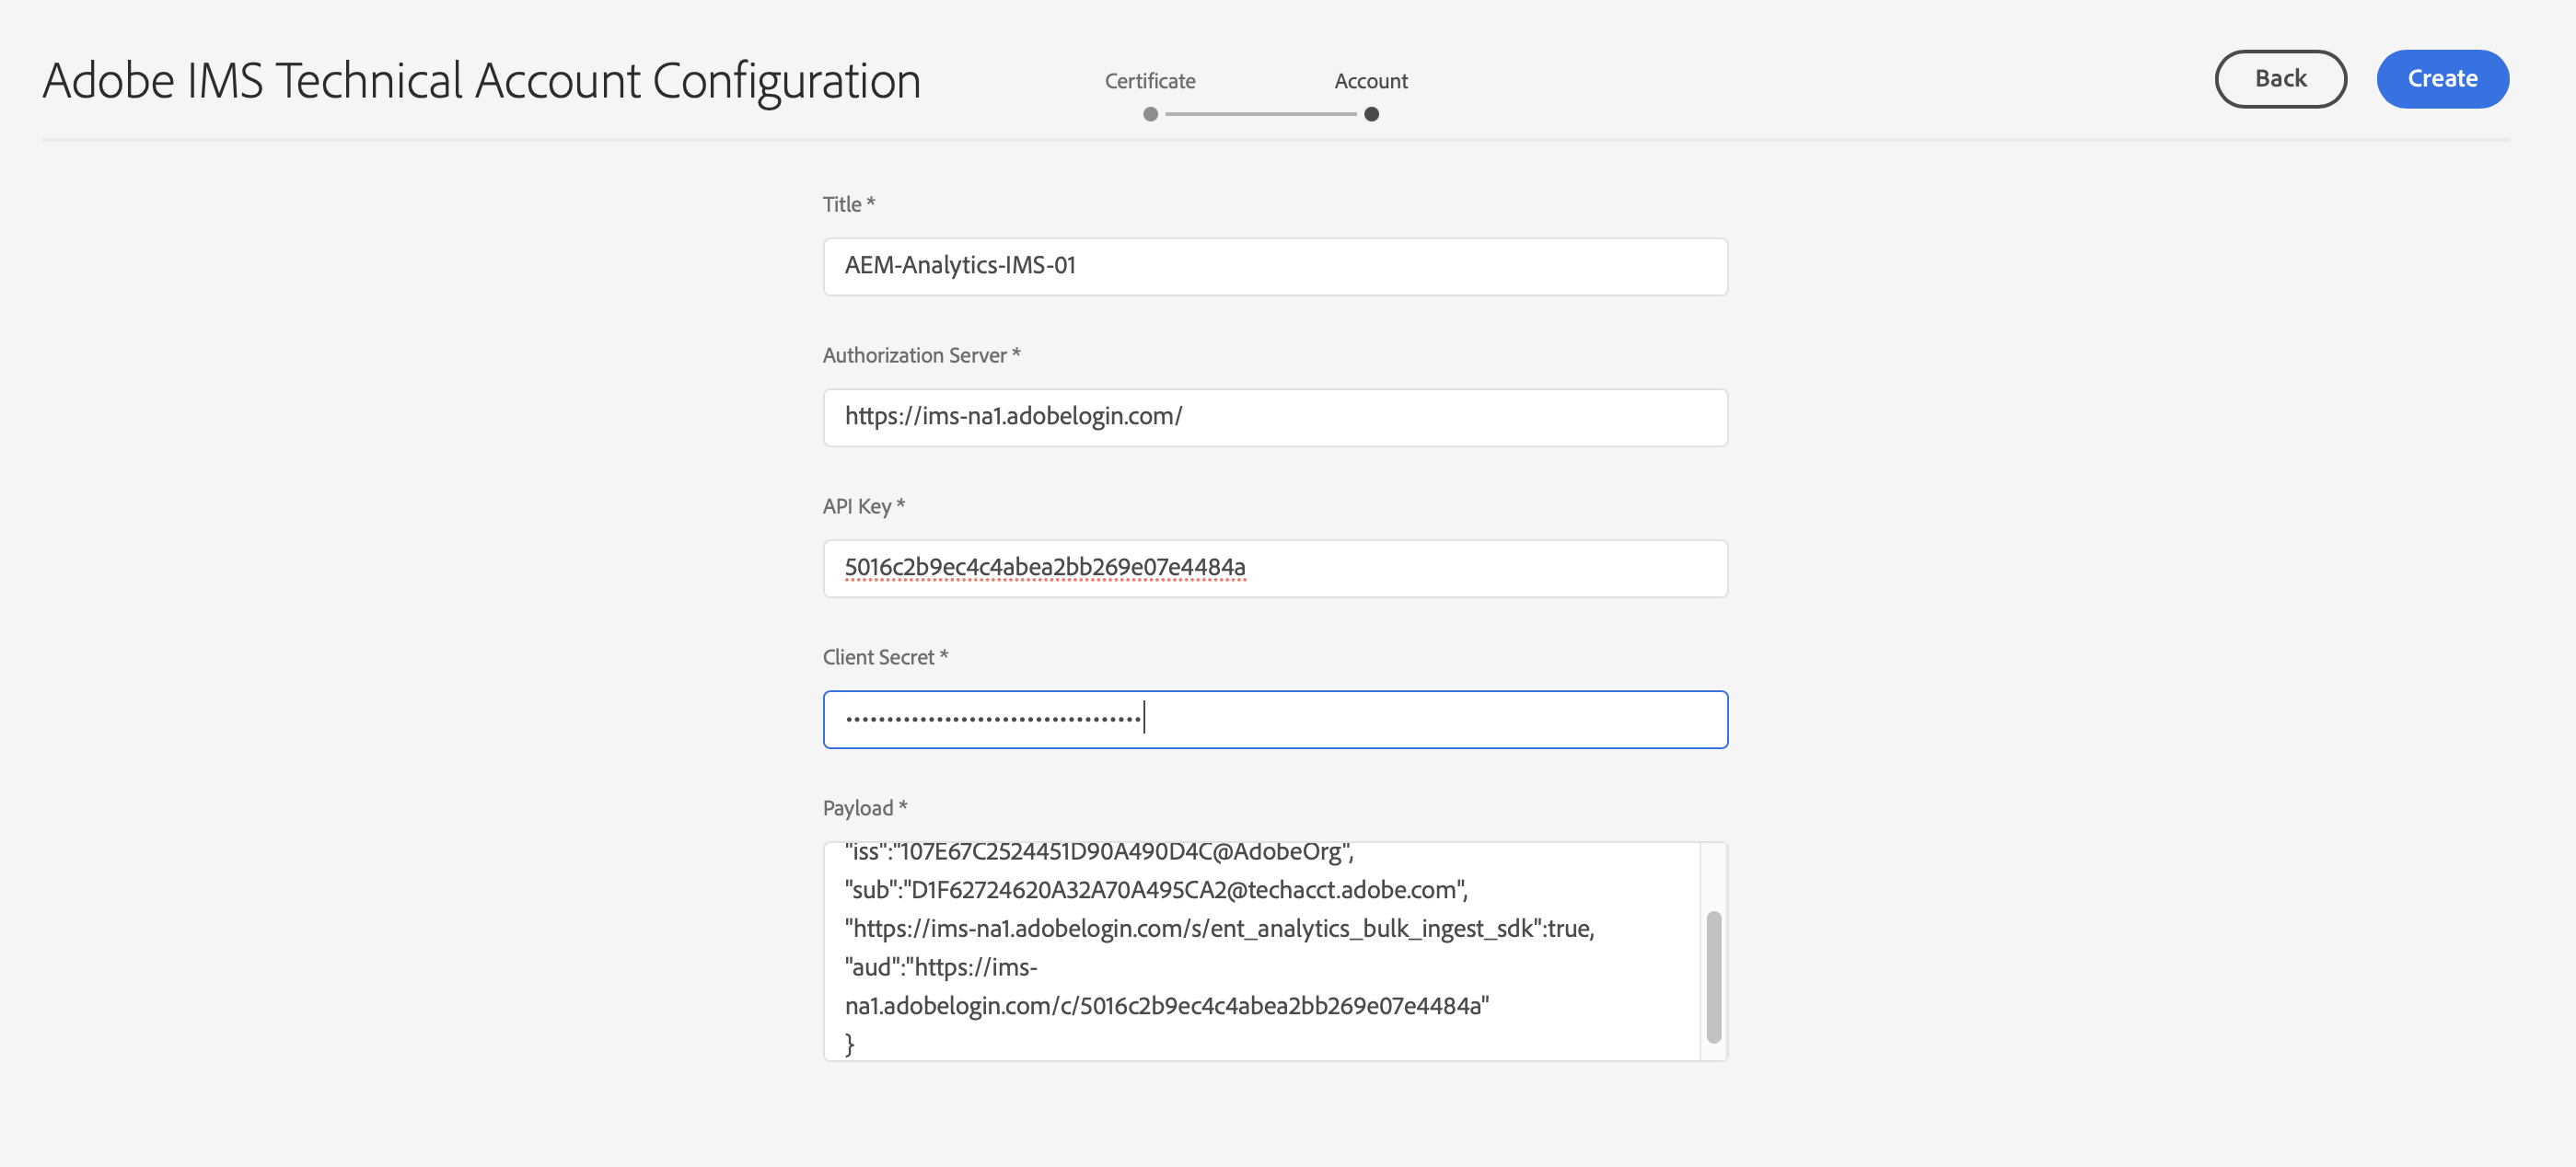 Adobe IMS Technical Account Configuration
Certificate
Account
Back
Create
Title *
AEM-Analytics-IMS-01
Authorization Server *
https://ims-na1.adobelogin.com/
API Key *
5016c2b9ec4c4abea2bb269e07e4484a
Client Secret *
••••••••••••••••••••••••••••••••••••
Payload *
"iss":"107E67C2524451D90A490D4C@AdobeOrg",
"sub":"D1F62724620A32A70A495CA2@techacct.adobe.com",
"https://ims-na1.adobelogin.com/s/ent_analytics_bulk_ingest_sdk":true,
"aud":"https://ims-
na1.adobelogin.com/c/5016c2b9ec4c4abea2bb269e07e4484a"
}